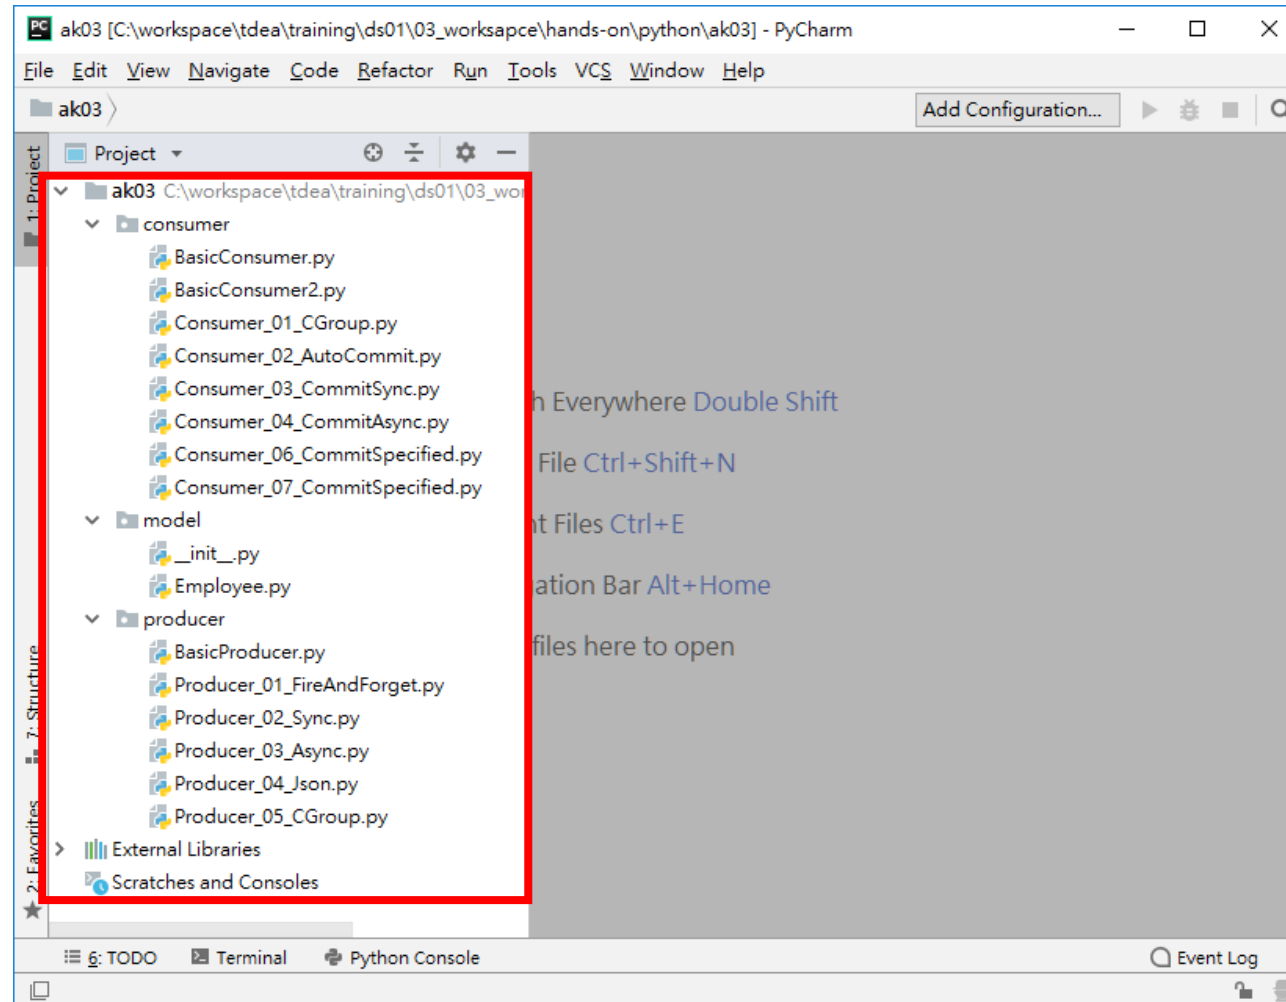 PC ak03 [C:\workspace\tdea\training\ds01\03_worksapce\hands-on\python\ak03] - PyCharm
File Edit View Navigate Code Refactor Run Tools VCS Window Help
ak03 Add Configuration...
1: Project
Project
ak03 C:\workspace\tdea\training\ds01\03_wor
consumer
BasicConsumer.py
BasicConsumer2.py
Consumer_01_CGroup.py
Consumer_02_AutoCommit.py
Consumer_03_CommitSync.py
Consumer_04_CommitAsync.py
Consumer_06_CommitSpecified.py
Consumer_07_CommitSpecified.py
model
__init__.py
Employee.py
producer
BasicProducer.py
Producer_01_FireAndForget.py
Producer_02_Sync.py
Producer_03_Async.py
Producer_04_Json.py
Producer_05_CGroup.py
External Libraries
Scratches and Consoles
h Everywhere Double Shift
File Ctrl+Shift+N
nt Files Ctrl+E
gation Bar Alt+Home
files here to open
7: Structure
2: Favorites
6: TODO Terminal Python Console Event Log